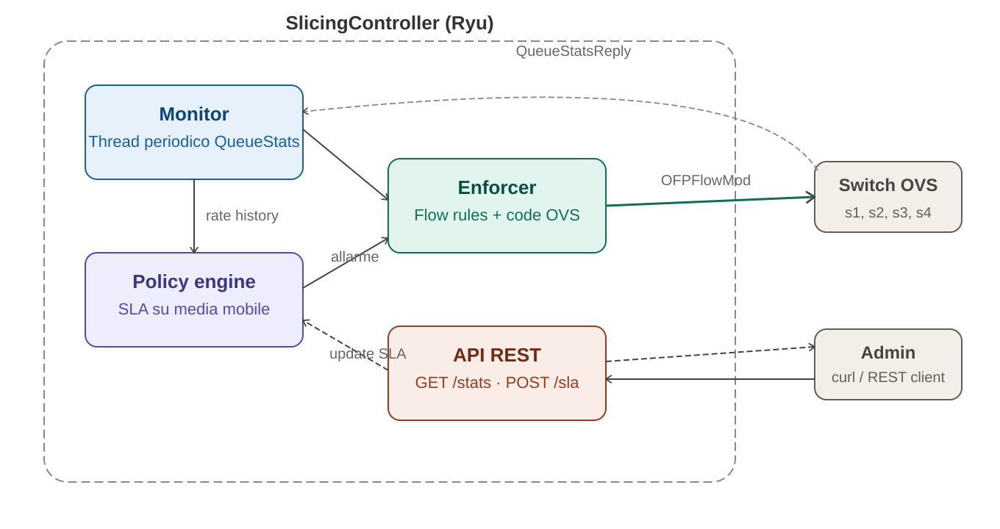 SlicingController (Ryu)
QueueStatsReply
Monitor
Thread periodico QueueStats
Enforcer
Flow rules + code OVS
OFPFlowMod
Switch OVS
s1, s2, s3, s4
rate history
allarme
Policy engine
SLA su media mobile
update SLA
API REST
GET /stats · POST /sla
Admin
curl / REST client